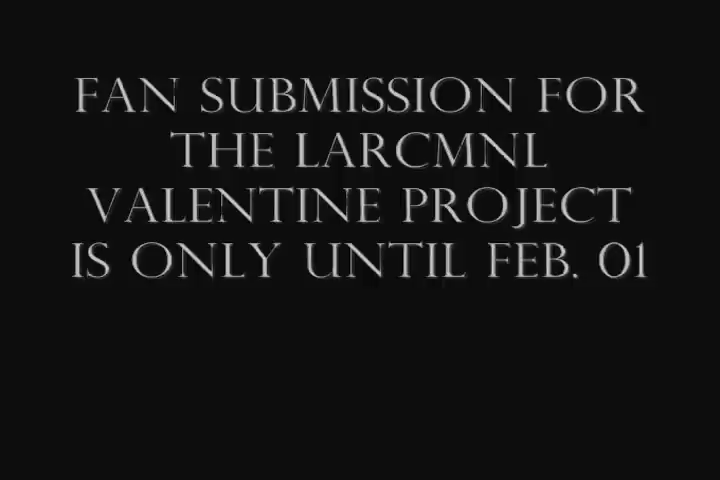 FAN SUBMISSION FOR
THE LARCMNL
VALENTINE PROJECT
IS ONLY UNTIL FEB. 01